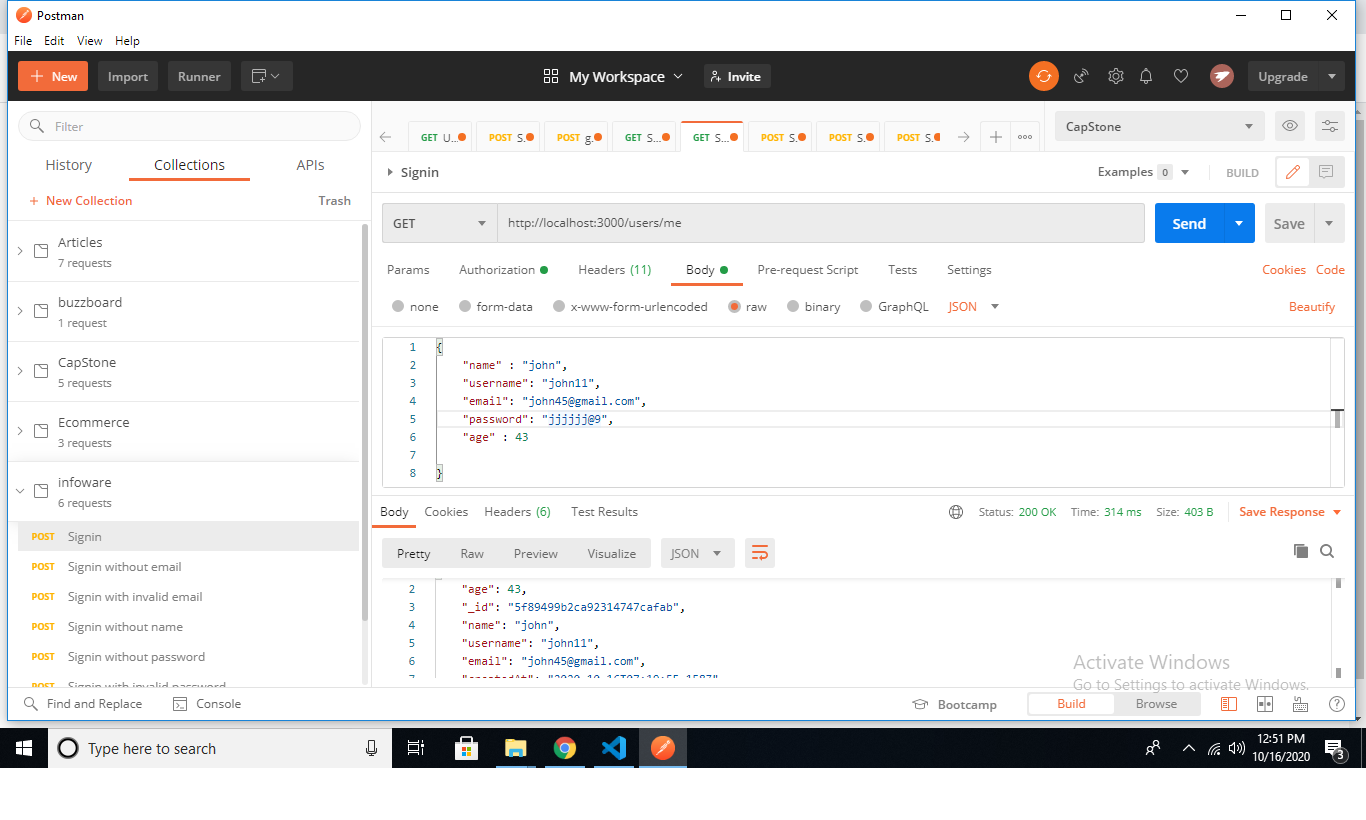 Postman
File Edit View Help
New Import Runner My Workspace Invite Upgrade
Filter
History Collections APIs
+ New Collection Trash
Articles
7 requests
buzzboard
1 request
CapStone
5 requests
Ecommerce
3 requests
infoware
6 requests
POST Signin
POST Signin without email
POST Signin with invalid email
POST Signin without name
POST Signin without password
POST Signin with invalid password
GET U... POST S. POST g. GET S... GET S... POST S. POST S. POST S. CapStone
Signin Examples 0 BUILD
GET http://localhost:3000/users/me Send Save
Params Authorization Headers (11) Body Pre-request Script Tests Settings Cookies Code
none form-data x-www-form-urlencoded raw binary GraphQL JSON Beautify
1 {
2 "name" : "john",
3 "username": "john11",
4 "email": "john45@gmail.com",
5 "password": "jjjjjj@9",
6 "age" : 43
7
8 }
Body Cookies Headers (6) Test Results Status: 200 OK Time: 314 ms Size: 403 B Save Response
Pretty Raw Preview Visualize JSON
2 "age": 43,
3 "_id": "5f89499b2ca92314747cafab",
4 "name": "john",
5 "username": "john11",
6 "email": "john45@gmail.com",
Activate Windows
Go to Settings to activate Windows.
Find and Replace Console Bootcamp Build Browse
Type here to search
12:51 PM
10/16/2020
3